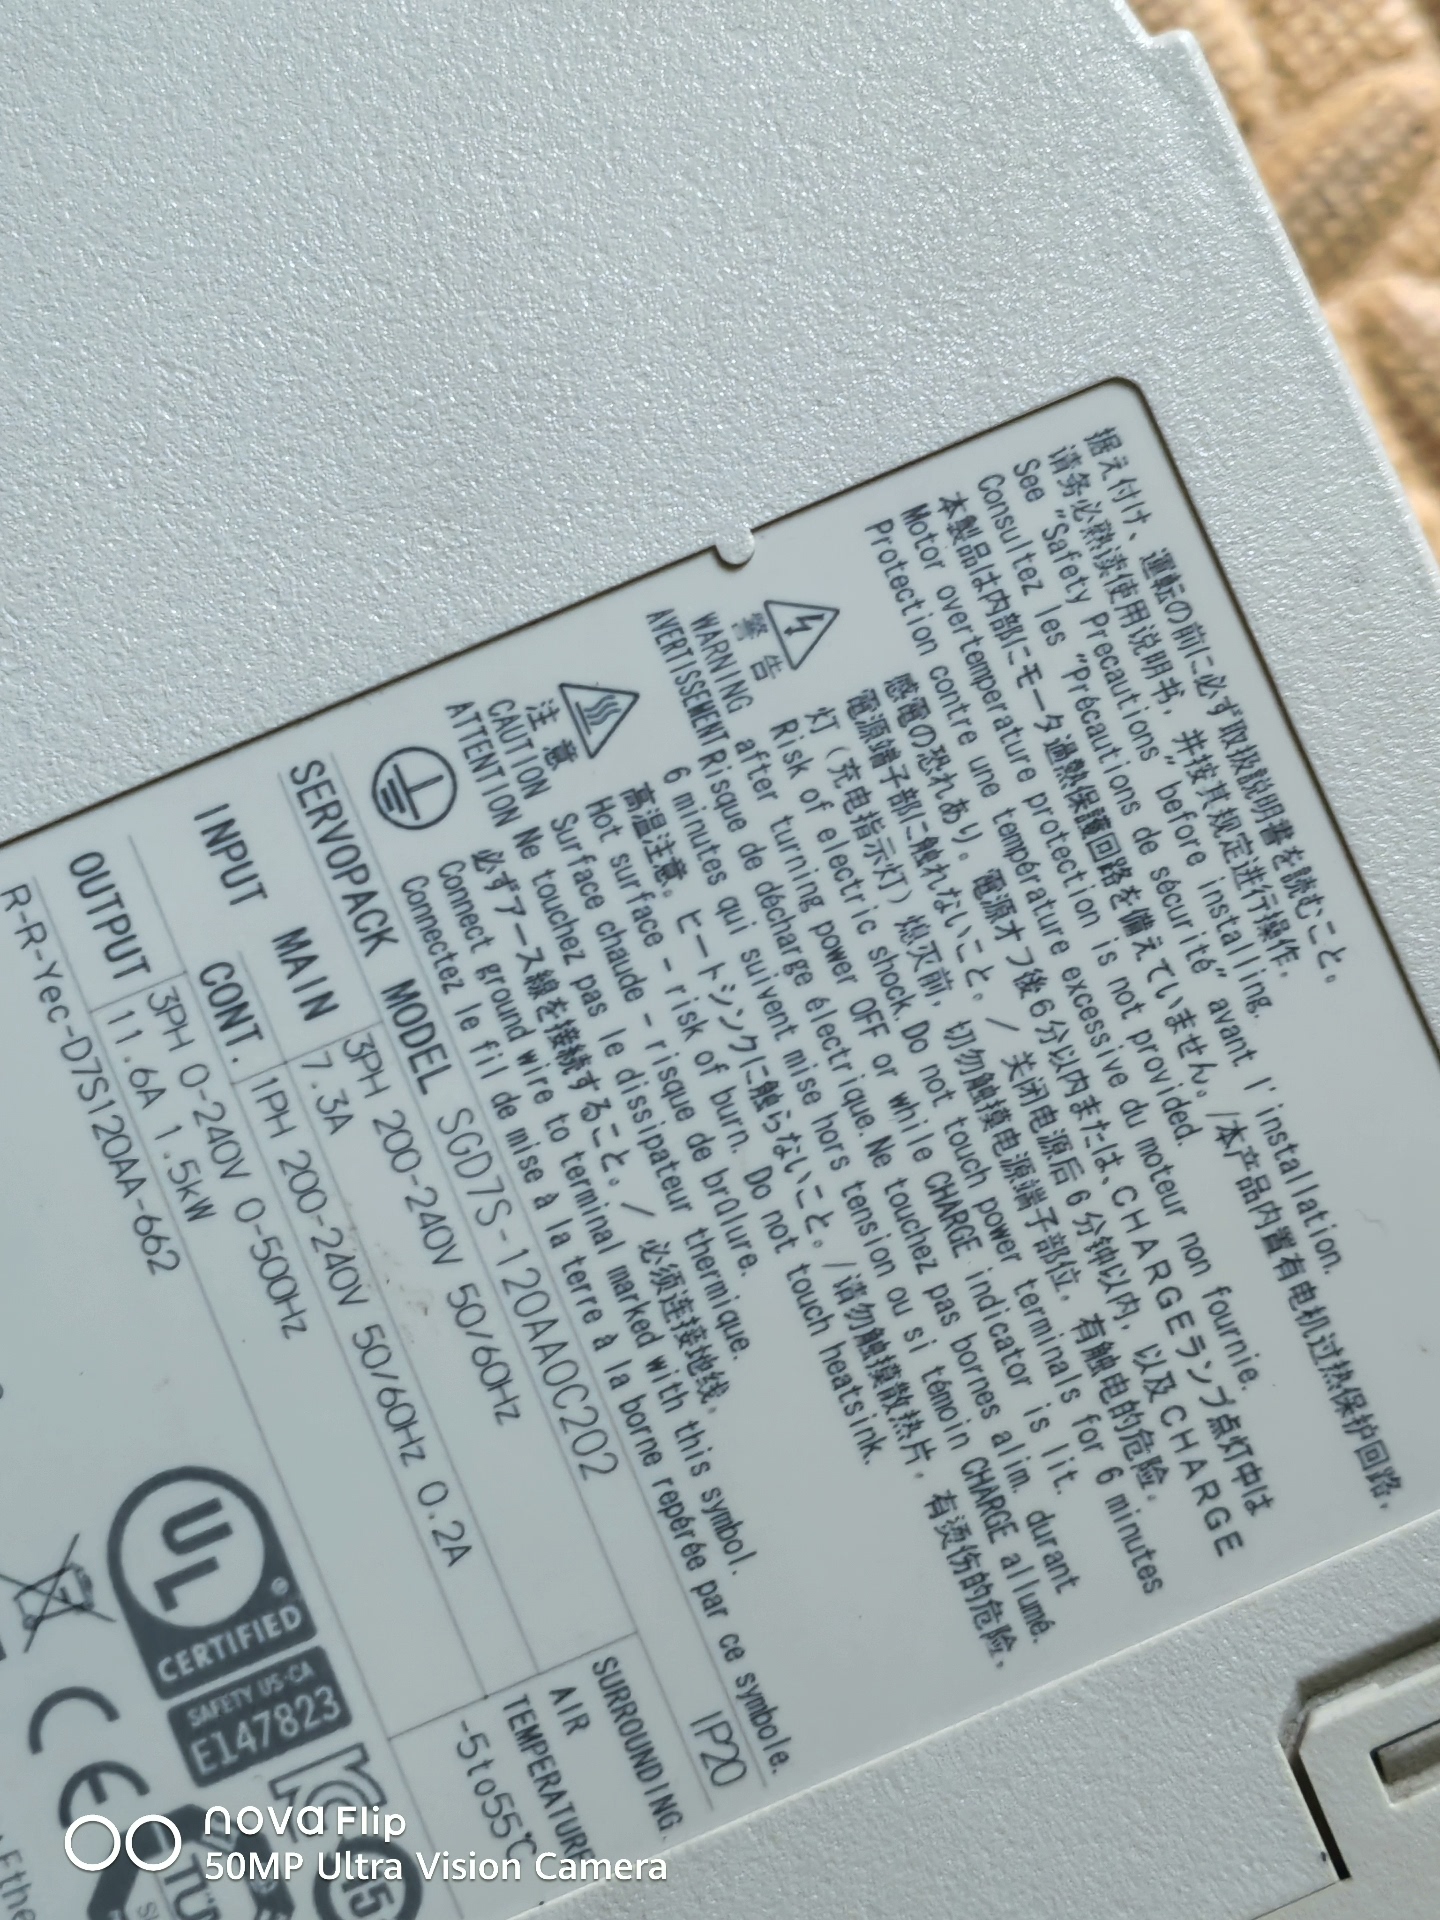 据え付け、運転の前に必ず取扱説明書を読むこと。
请务必熟读使用说明书，并按其规定进行操作。
See "Safety Precautions" before installing.
Consultez les "Précautions de sécurité" avant l'installation.
本製品は内部にモータ過熱保護回路を備えていません。/本产品内置有电机过热保护回路。
Motor overtemperature protection is not provided.
Protection contre une température excessive du moteur non fournie.
警告
WARNING
AVERTISSEMENT
感電の恐れあり。電源オフ後6分以内または、CHARGEランプ点灯中は
電源端子部に触れないこと。/ 关闭电源后6分钟以内，以及CHARGE
灯（充电指示灯）熄灭前，切勿触摸电源端子部位，有触电的危险。
Risk of electric shock. Do not touch power terminals for 6 minutes
after turning power OFF or while CHARGE indicator is lit.
Risque de décharge électrique. Ne touchez pas bornes alim. durant
6 minutes qui suivent mise hors tension ou si témoin CHARGE allumé.
注意
CAUTION
ATTENTION
高温注意。ヒートシンクに触らないこと。/请勿触摸散热片，有烫伤的危险。
Hot surface - risk of burn. Do not touch heatsink.
Surface chaude - risque de brûlure.
Ne touchez pas le dissipateur thermique.
必ずアース線を接続すること。/ 必须连接地线。
Connect ground wire to terminal marked with this symbol.
Connectez le fil de mise à la terre à la borne repérée par ce symbole.
SERVOPACK MODEL SGD7S-120AA0C202 IP20
INPUT MAIN 3PH 200-240V 50/60Hz
7.3A
CONT. 1PH 200-240V 50/60Hz 0.2A
OUTPUT 3PH 0-240V 0-500Hz
11.6A 1.5kW
SURROUNDING
AIR
TEMPERATURE
-5to55℃
R-R-Yec-D7S120AA-662
UL
®
CERTIFIED
SAFETY US-CA
E147823
CE
15
nova Flip
50MP Ultra Vision Camera